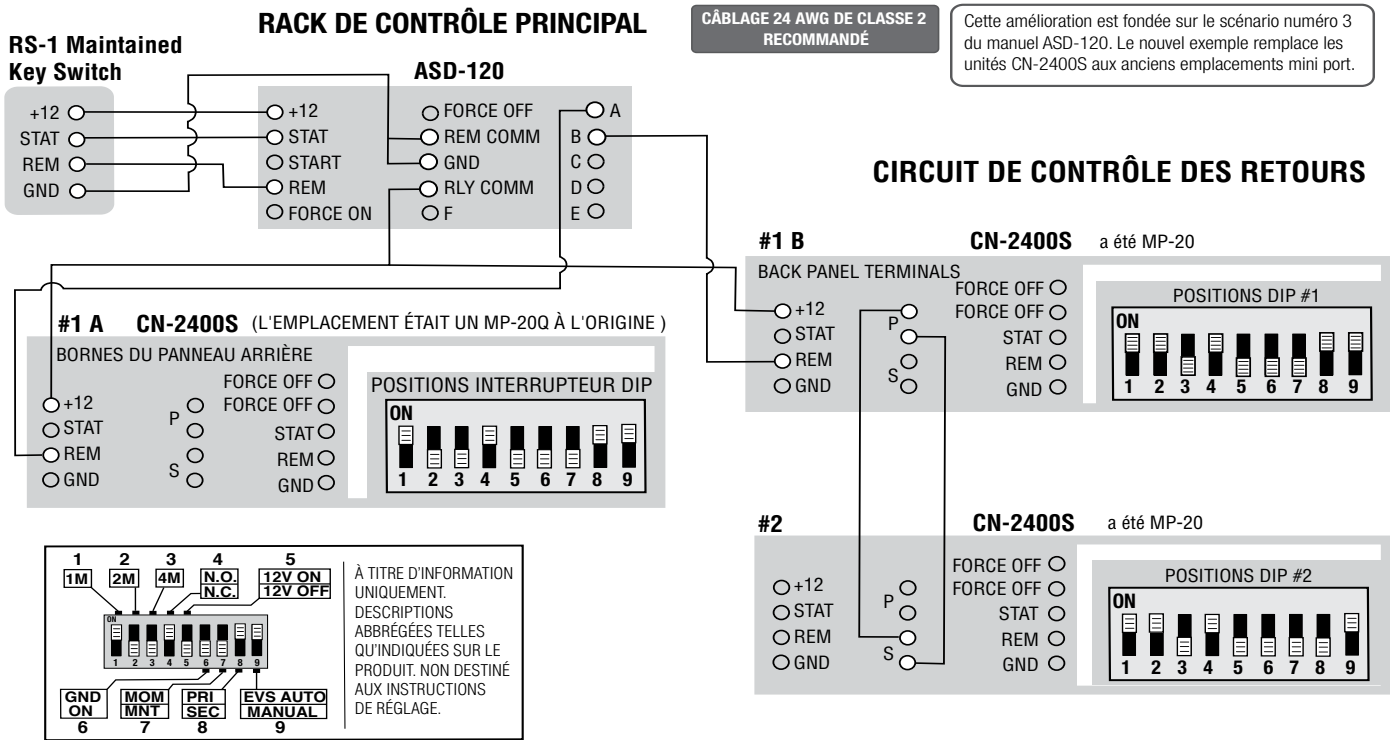 RACK DE CONTRÔLE PRINCIPAL
CÂBLAGE 24 AWG DE CLASSE 2
RECOMMANDÉ
Cette amélioration est fondée sur le scénario numéro 3
du manuel ASD-120. Le nouvel exemple remplace les
unités CN-2400S aux anciens emplacements mini port.
RS-1 Maintained
Key Switch
+12
STAT
REM
GND
ASD-120
+12
STAT
START
REM
FORCE ON
FORCE OFF
REM COMM
GND
RLY COMM
F
A
B
C
D
E
CIRCUIT DE CONTRÔLE DES RETOURS
#1 A CN-2400S (L'EMPLACEMENT ÉTAIT UN MP-20Q À L'ORIGINE )
BORNES DU PANNEAU ARRIÈRE
+12
STAT
REM
GND
P
S
FORCE OFF
FORCE OFF
STAT
REM
GND
POSITIONS INTERRUPTEUR DIP
ON
1 2 3 4 5 6 7 8 9
#1 B CN-2400S a été MP-20
BACK PANEL TERMINALS
+12
STAT
REM
GND
P
S
FORCE OFF
FORCE OFF
STAT
REM
GND
POSITIONS DIP #1
ON
1 2 3 4 5 6 7 8 9
#2 CN-2400S a été MP-20
+12
STAT
REM
GND
P
S
FORCE OFF
FORCE OFF
STAT
REM
GND
POSITIONS DIP #2
ON
1 2 3 4 5 6 7 8 9
1 2 3 4 5
1M 2M 4M N.O. 12V ON
N.C. 12V OFF
ON
1 2 3 4 5 6 7 8 9
GND MOM PRI EVS AUTO
ON MNT SEC MANUAL
6 7 8 9
À TITRE D'INFORMATION
UNIQUEMENT.
DESCRIPTIONS
ABBRÉGÉES TELLES
QU'INDIQUÉES SUR LE
PRODUIT. NON DESTINÉ
AUX INSTRUCTIONS
DE RÉGLAGE.